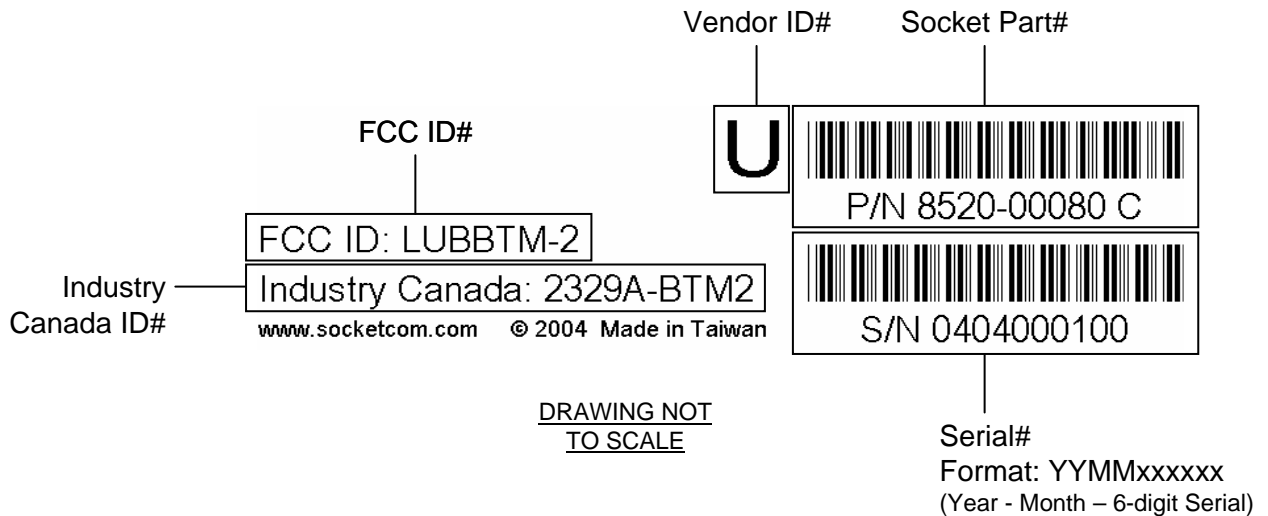 Vendor ID#
Socket Part#
FCC ID#
U
P/N 8520-00080 C
FCC ID: LUBBTM-2
Industry Canada: 2329A-BTM2
Industry
Canada ID#
www.socketcom.com © 2004 Made in Taiwan
S/N 0404000100
DRAWING NOT
TO SCALE
Serial#
Format: YYMMxxxxxx
(Year - Month – 6-digit Serial)